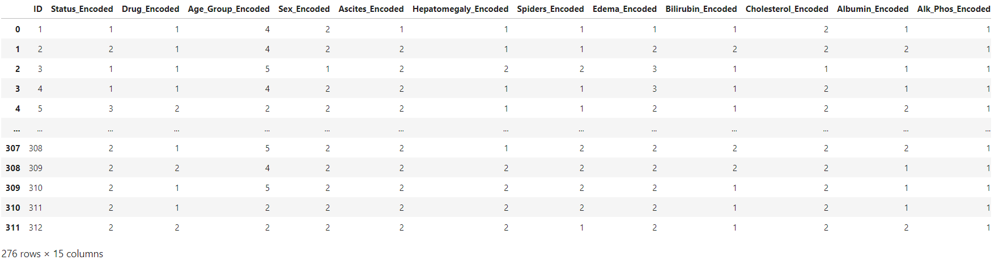 ID Status_Encoded Drug_Encoded Age_Group_Encoded Sex_Encoded Ascites_Encoded Hepatomegaly_Encoded Spiders_Encoded Edema_Encoded Bilirubin_Encoded Cholesterol_Encoded Albumin_Encoded Alk_Phos_Encoded
0 1 1 1 4 2 1 1 1 1 1 2 1 1
1 2 2 1 4 2 2 1 1 2 2 2 2 1
2 3 1 1 5 1 2 2 2 3 1 1 1 1
3 4 1 1 4 2 2 1 1 3 1 2 1 1
4 5 3 2 2 2 2 1 1 2 1 2 2 1
... ... ... ... ... ... ... ... ... ... ... ... ... ...
307 308 2 1 5 2 2 1 2 2 2 2 2 1
308 309 2 2 4 2 2 2 2 2 2 2 1 1
309 310 2 1 5 2 2 2 2 2 1 2 1 1
310 311 2 1 2 2 2 2 2 2 1 2 1 1
311 312 2 2 2 2 2 2 1 2 1 2 2 1
276 rows × 15 columns